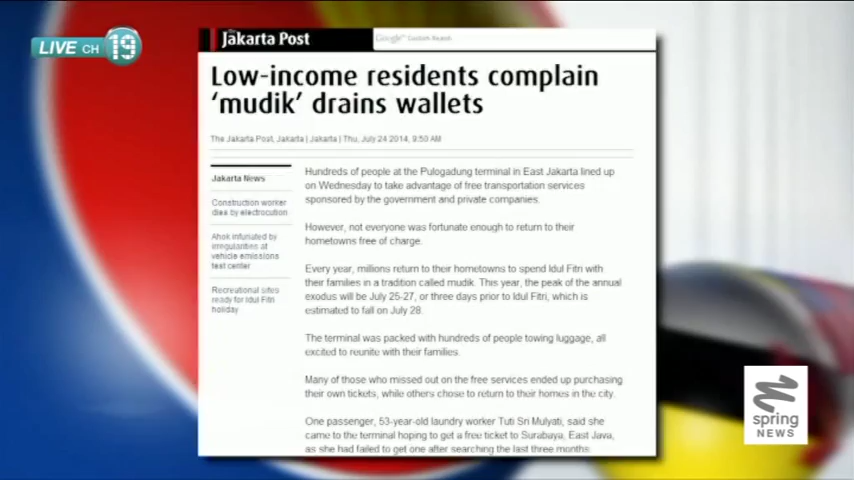 LIVE CH 19
The Jakarta Post
Google Custom Search
Low-income residents complain
'mudik' drains wallets
The Jakarta Post, Jakarta | Jakarta | Thu, July 24 2014, 9:50 AM
Jakarta News
Construction worker
dies by electrocution
Ahok infuriated by
irregularities at
vehicle emissions
test center
Recreational sites
ready for Idul Fitri
holiday
Hundreds of people at the Pulogadung terminal in East Jakarta lined up
on Wednesday to take advantage of free transportation services
sponsored by the government and private companies.
However, not everyone was fortunate enough to return to their
hometowns free of charge.
Every year, millions return to their hometowns to spend Idul Fitri with
their families in a tradition called mudik. This year, the peak of the annual
exodus will be July 25-27, or three days prior to Idul Fitri, which is
estimated to fall on July 28.
The terminal was packed with hundreds of people towing luggage, all
excited to reunite with their families.
Many of those who missed out on the free services ended up purchasing
their own tickets, while others chose to return to their homes in the city.
One passenger, 53-year-old laundry worker Tuti Sri Mulyati, said she
came to the terminal hoping to get a free ticket to Surabaya, East Java,
as she had failed to get one after searching the last three months.
spring
NEWS